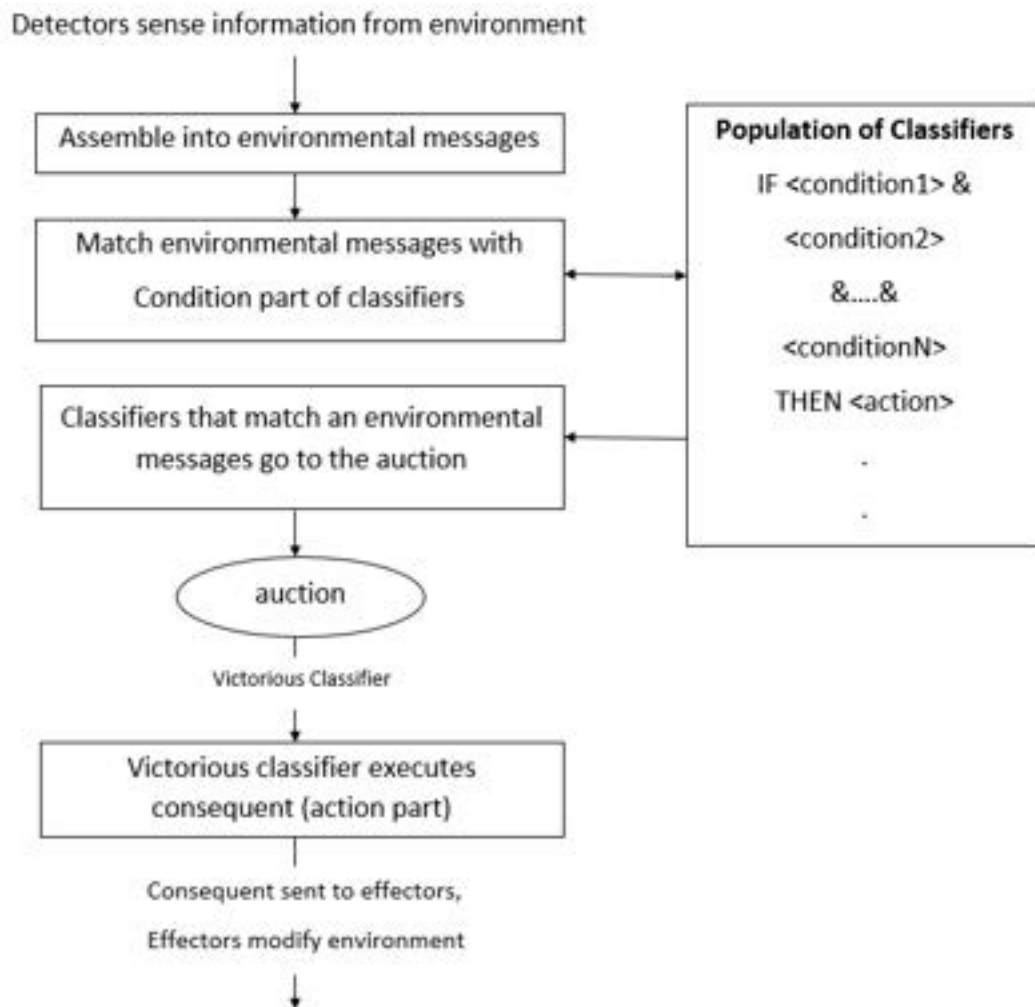 Detectors sense information from environment
Assemble into environmental messages
Match environmental messages with
Condition part of classifiers
Classifiers that match an environmental
messages go to the auction
auction
Victorious Classifier
Victorious classifier executes
consequent (action part)
Consequent sent to effectors,
Effectors modify environment
Population of Classifiers
IF <condition1> &
<condition2>
&....&
<conditionN>
THEN <action>
.
.